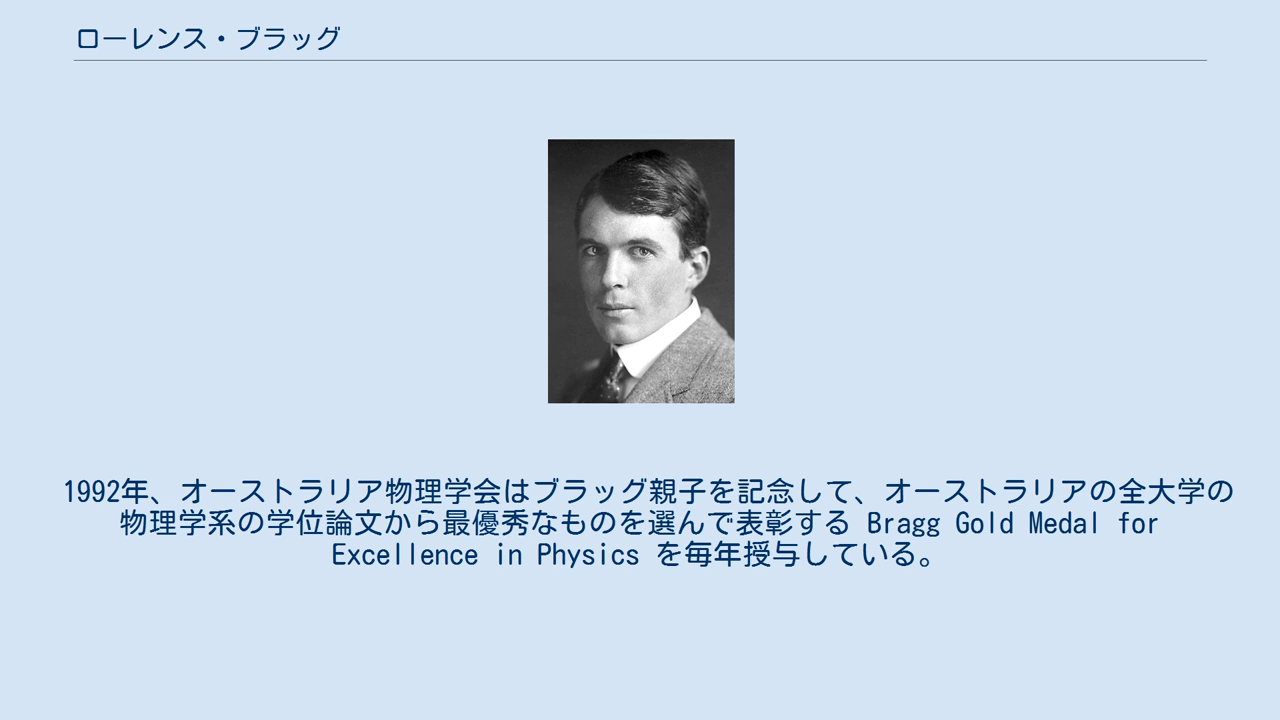 ローレンス・ブラッグ
1992年、オーストラリア物理学会はブラッグ親子を記念して、オーストラリアの全大学の
物理学系の学位論文から最優秀なものを選んで表彰する Bragg Gold Medal for
Excellence in Physics を毎年授与している。